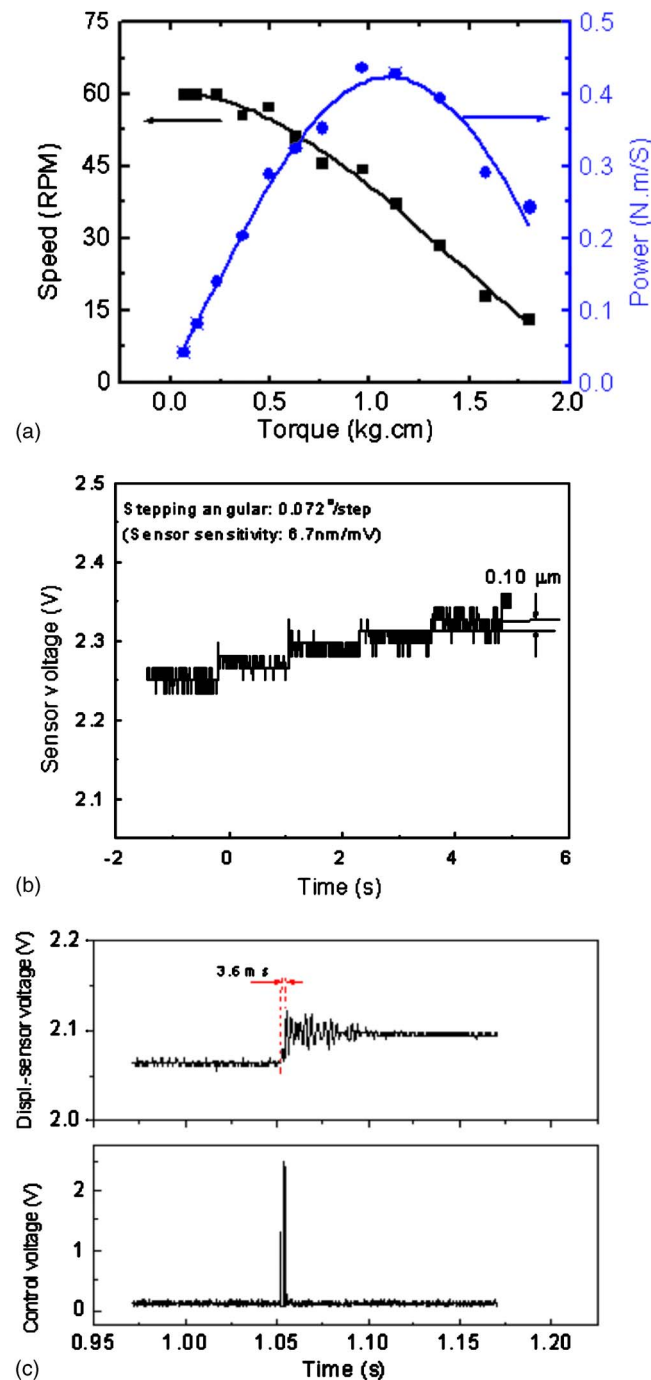 75
60
45
30
15
0
Speed (RPM)
0.5
0.4
0.3
0.2
0.1
0.0
Power (N.m/S)
0.0 0.5 1.0 1.5 2.0
Torque (kg.cm)
(a)
2.5
2.4
2.3
2.2
2.1
Sensor voltage (V)
Stepping angular: 0.072°/step
(Sensor sensitivity: 6.7nm/mV)
0.10 μm
-2 0 2 4 6
Time (s)
(b)
2.2
2.1
2.0
Displ.-sensor voltage (V)
3.6 ms
2
1
0
Control voltage (V)
0.95 1.00 1.05 1.10 1.15 1.20
Time (s)
(c)